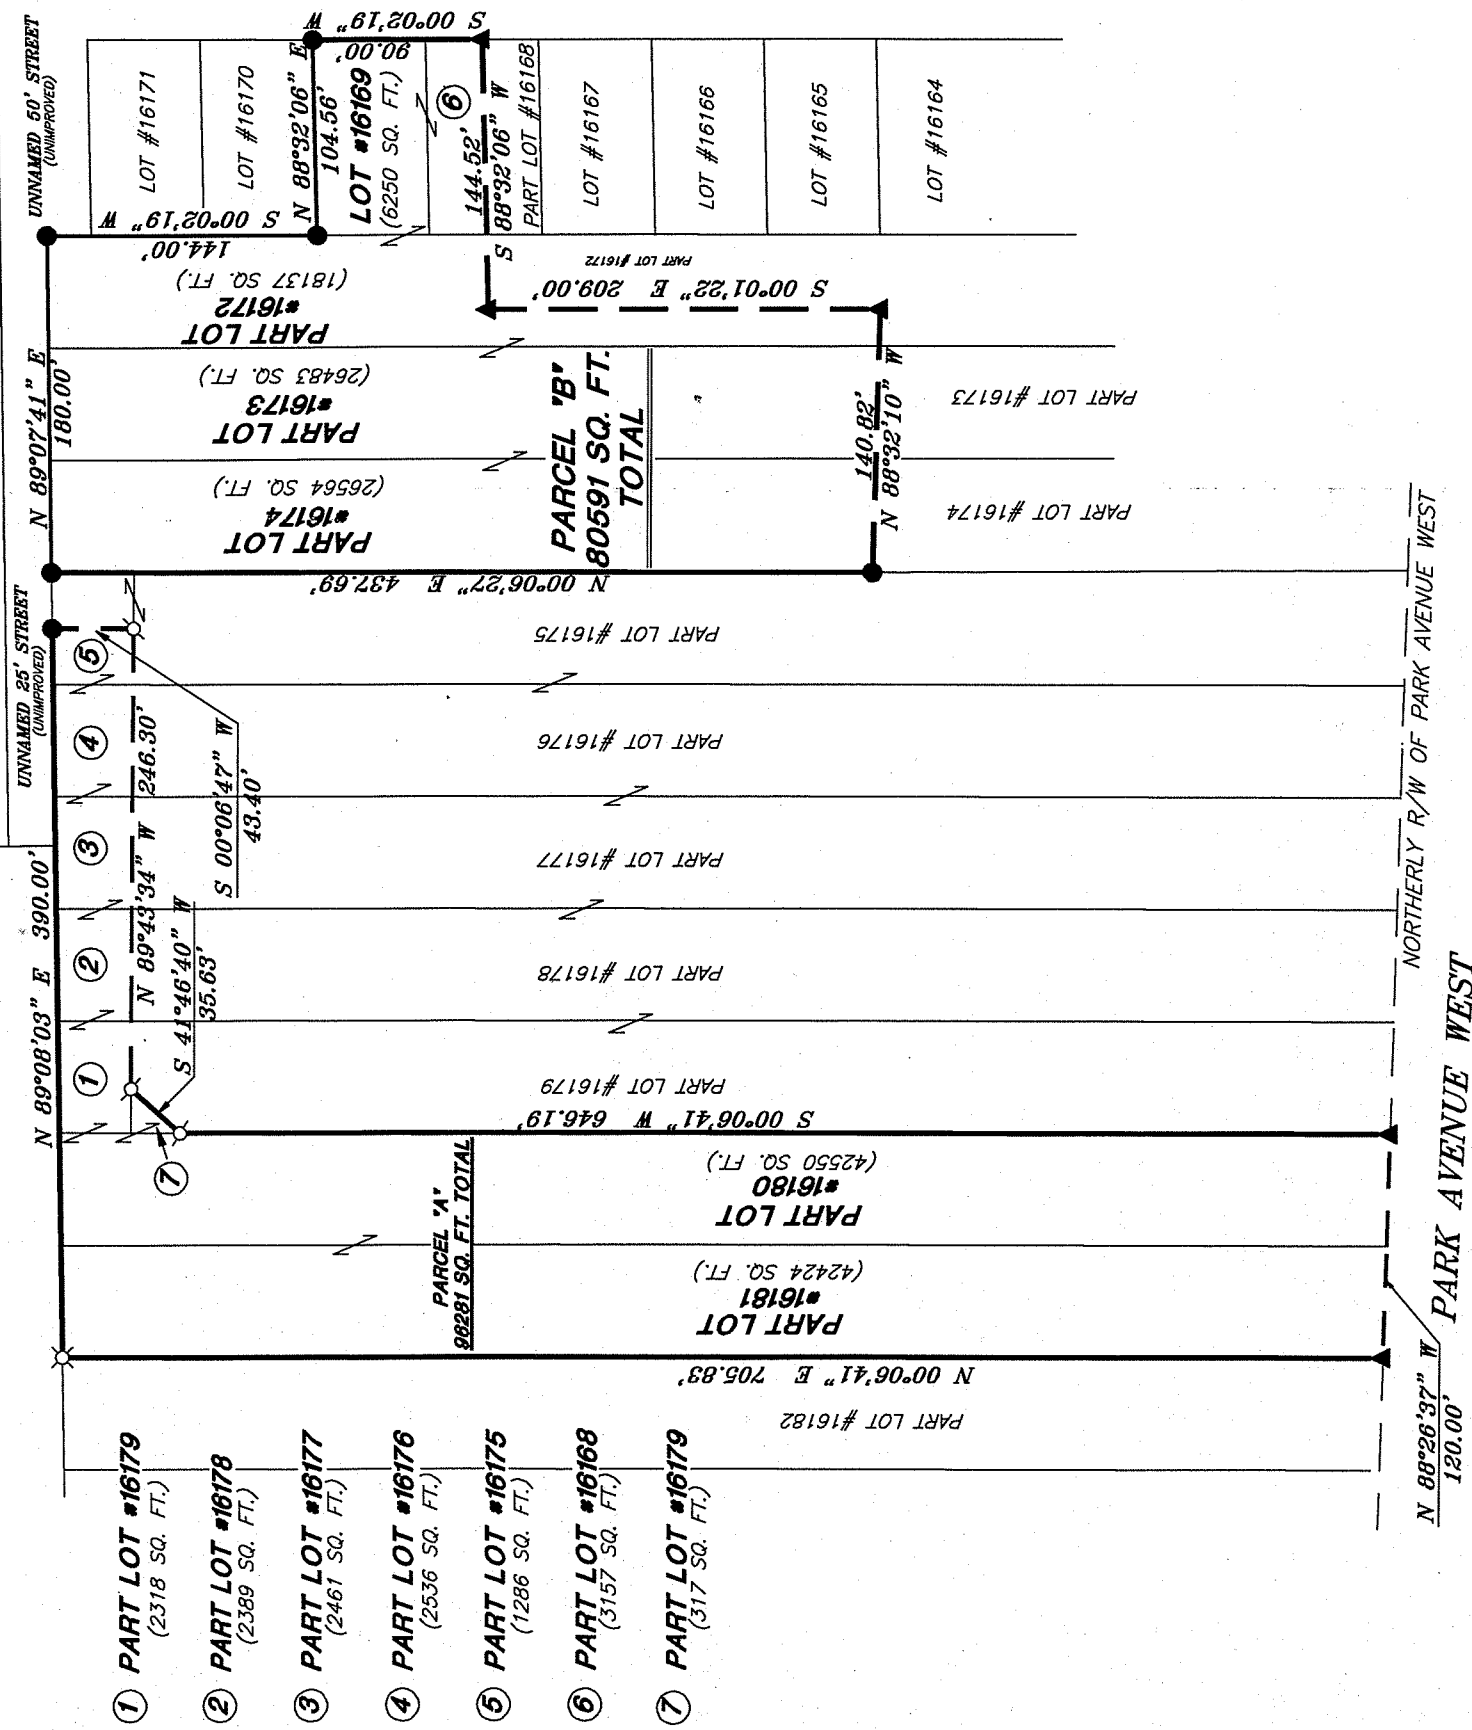 UNNAMED 50' STREET
(UNIMPROVED)
UNNAMED 25' STREET
(UNIMPROVED)
N 89°08'03" E 390.00'
N 89°07'41" E
180.00'
S 00°02'19" W
144.00'
N 88°32'06" E
104.56'
S 00°02'19" W
90.00'
LOT #16171
LOT #16170
LOT #16169
(6250 SQ. FT.)
6
144.52'
S 88°32'06" W
PART LOT #16168
LOT #16167
LOT #16166
LOT #16165
LOT #16164
PART LOT #16172
S 00°01'22" E 209.00'
PART LOT
#16172
(18137 SQ. FT.)
PART LOT
#16173
(26483 SQ. FT.)
PART LOT
#16174
(26564 SQ. FT.)
PARCEL "B"
80591 SQ. FT.
TOTAL
140.82'
N 88°32'10" W
PART LOT #16173
PART LOT #16174
N 00°06'27" E 437.69'
5
4
3
2
1
7
N 89°43'34" W 246.30'
S 00°06'47" W
43.40'
S 41°46'40" W
35.63'
PART LOT #16175
PART LOT #16176
PART LOT #16177
PART LOT #16178
PART LOT #16179
S 00°06'41" W 646.19'
PART LOT
#16180
(42550 SQ. FT.)
PARCEL "A"
96281 SQ. FT. TOTAL
PART LOT
#16181
(42424 SQ. FT.)
N 00°06'41" E 705.83'
PART LOT #16182
NORTHERLY R/W OF PARK AVENUE WEST
PARK AVENUE WEST
N 88°26'37" W
120.00'
1 PART LOT #16179
(2318 SQ. FT.)
2 PART LOT #16178
(2389 SQ. FT.)
3 PART LOT #16177
(2461 SQ. FT.)
4 PART LOT #16176
(2536 SQ. FT.)
5 PART LOT #16175
(1286 SQ. FT.)
6 PART LOT #16168
(3157 SQ. FT.)
7 PART LOT #16179
(317 SQ. FT.)